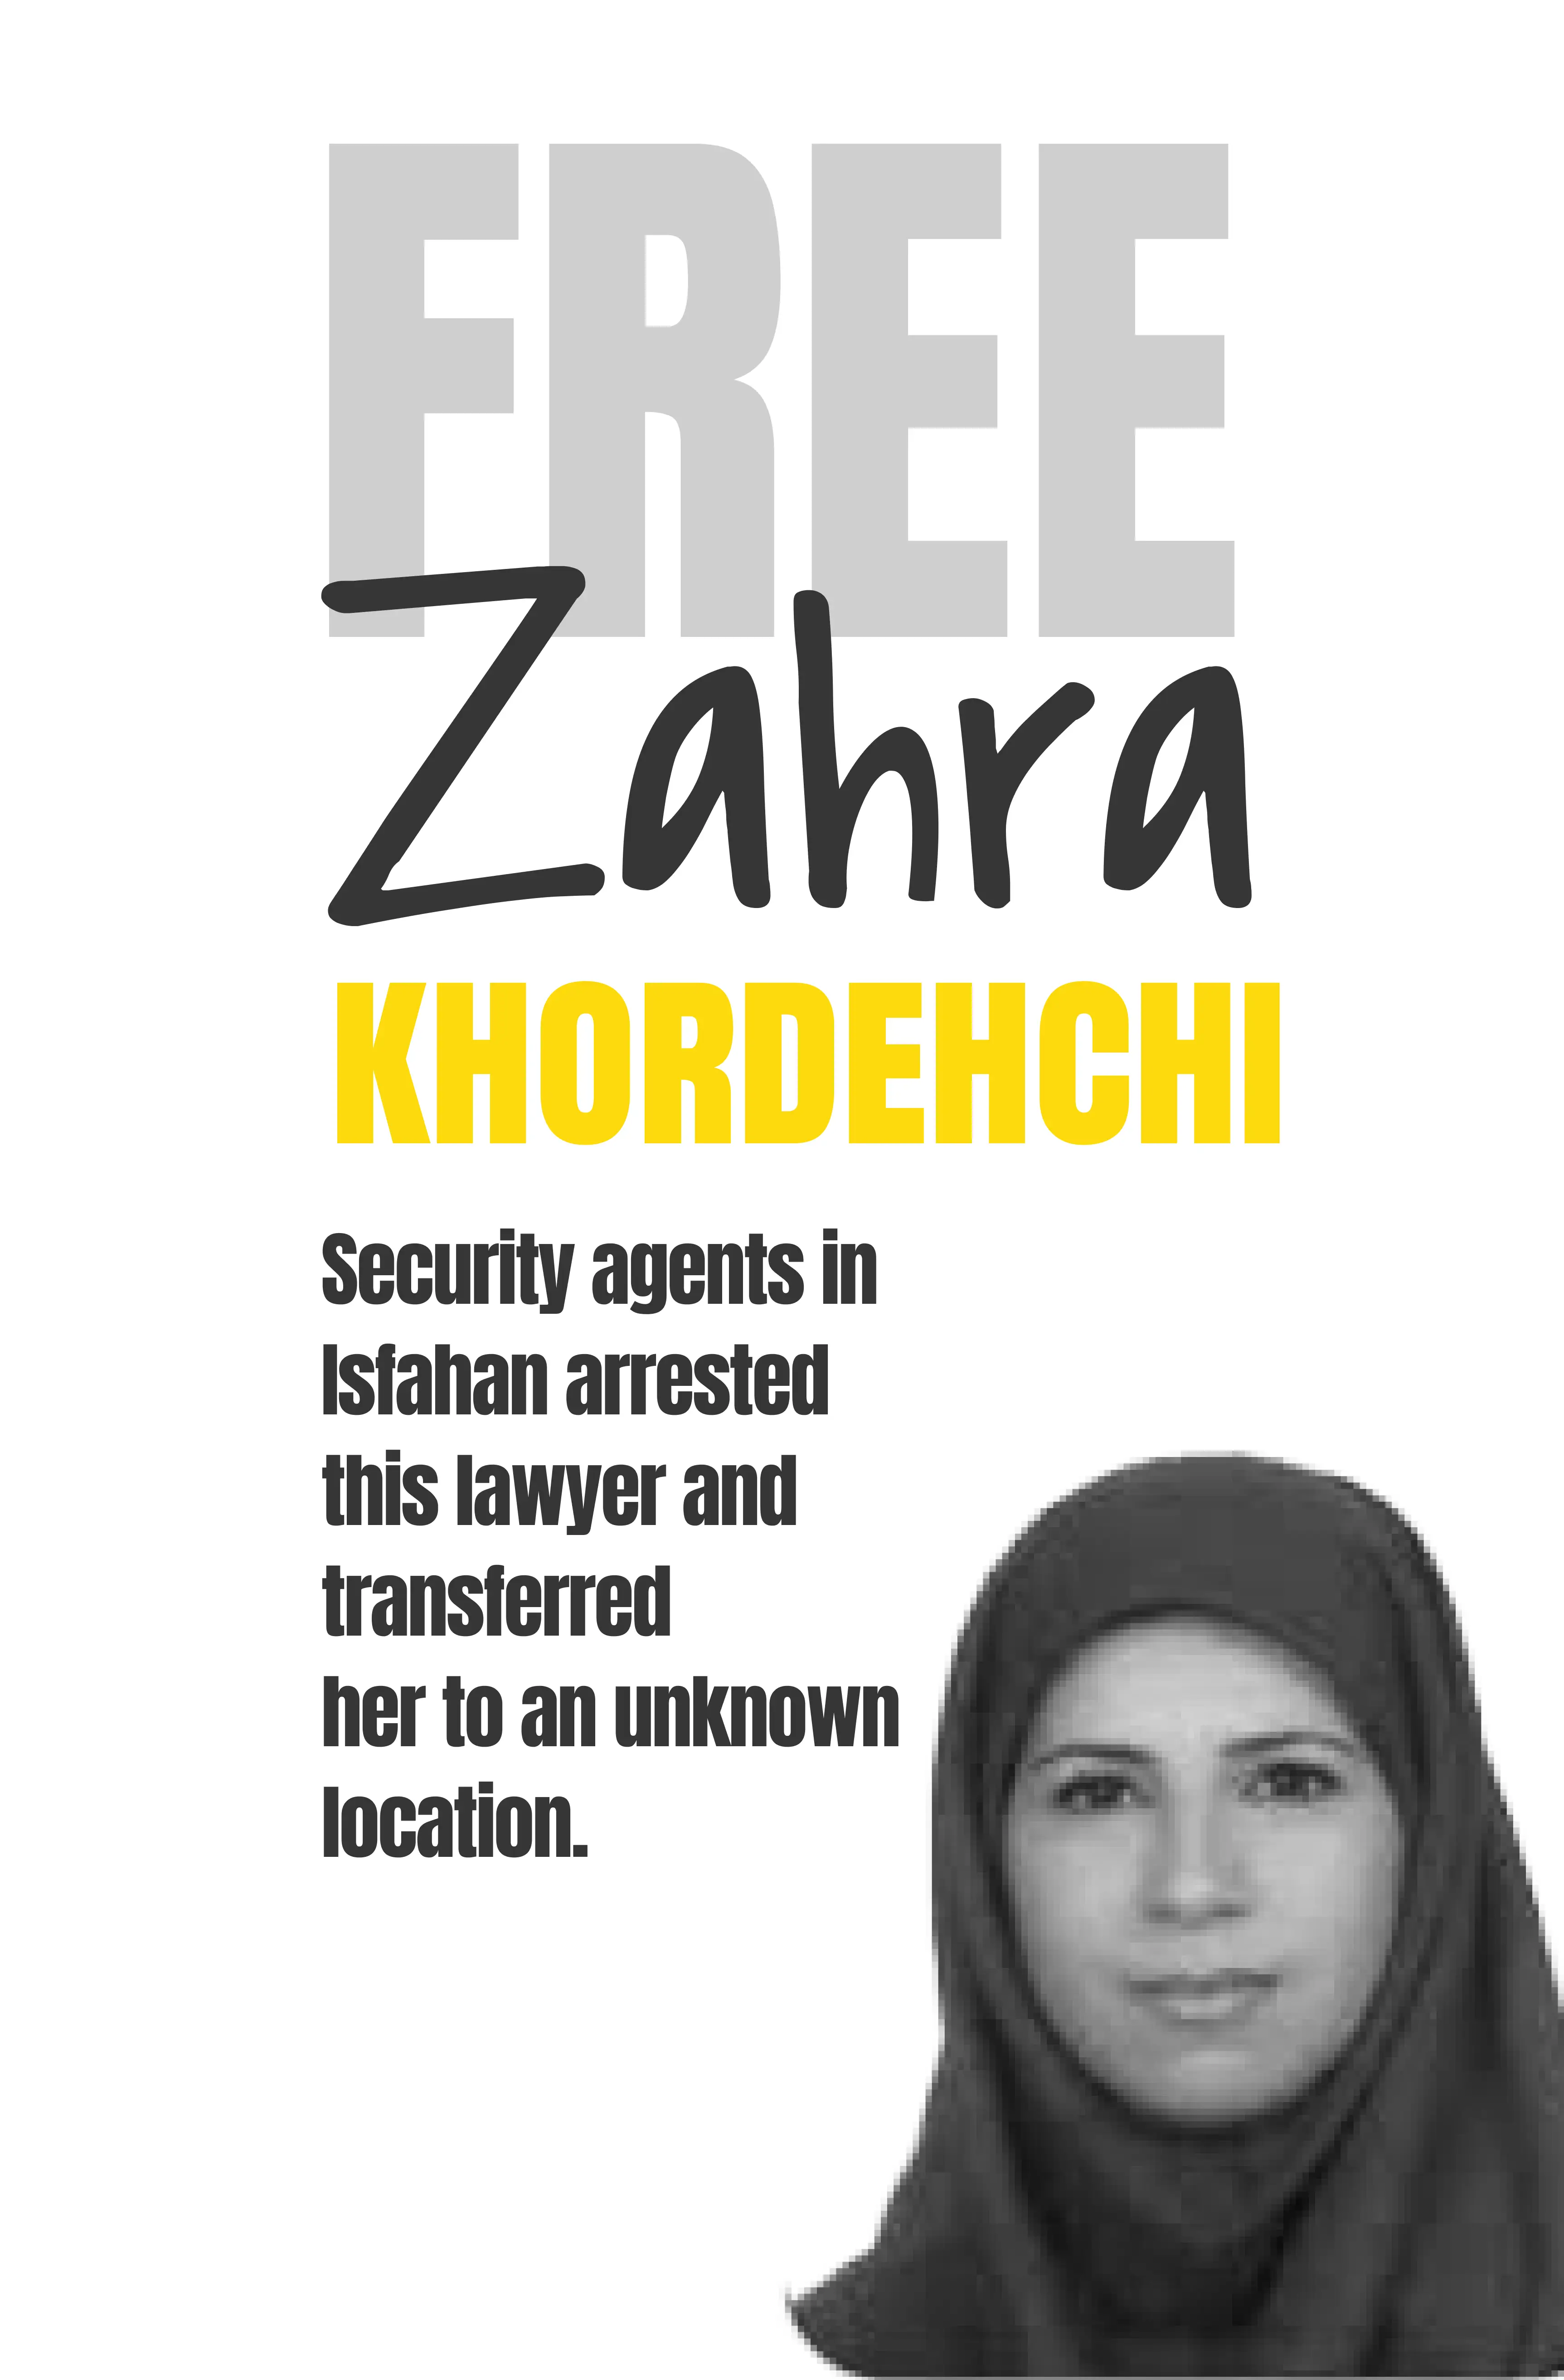 FREE
Zahra
KHORDEHCHI
Security agents in
Isfahan arrested
this lawyer and
transferred
her to an unknown
location.